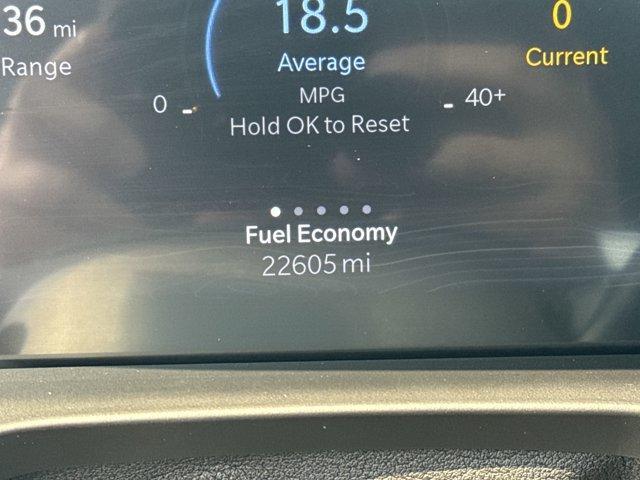 36 mi
Range
18.5
Average
MPG
Hold OK to Reset
0
40+
0
Current
Fuel Economy
22605 mi